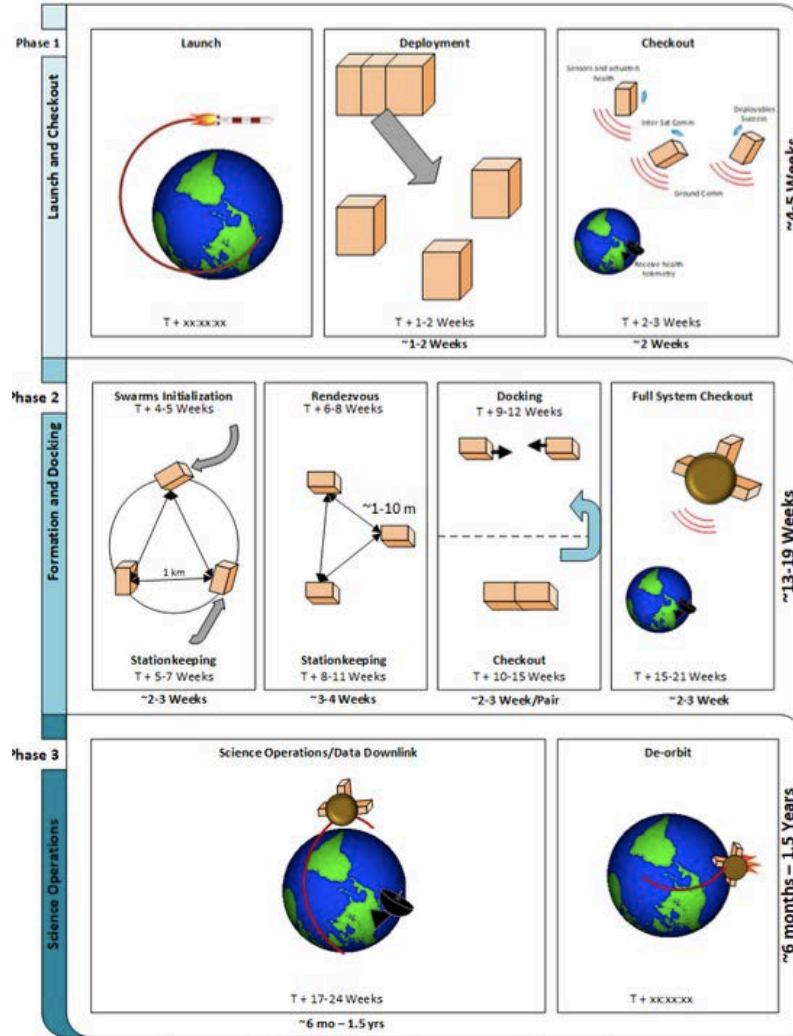 Phase 1
Launch and Checkout
Launch
T + xx:xx:xx
Deployment
T + 1-2 Weeks
~1-2 Weeks
Checkout
Sensors and actuators
health
Inter Sat Comm
Deployables
Success
Ground Comm
Receive health
telemetry
T + 2-3 Weeks
~2 Weeks
~4-5 Weeks
Phase 2
Formation and Docking
Swarms Initialization
T + 4-5 Weeks
1 km
Stationkeeping
T + 5-7 Weeks
~2-3 Weeks
Rendezvous
T + 6-8 Weeks
~1-10 m
Stationkeeping
T + 8-11 Weeks
~3-4 Weeks
Docking
T + 9-12 Weeks
Checkout
T + 10-15 Weeks
~2-3 Week/Pair
Full System Checkout
T + 15-21 Weeks
~2-3 Week
~13-19 Weeks
Phase 3
Science Operations
Science Operations/Data Downlink
T + 17-24 Weeks
~6 mo – 1.5 yrs
De-orbit
T + xx:xx:xx
~6 months – 1.5 Years